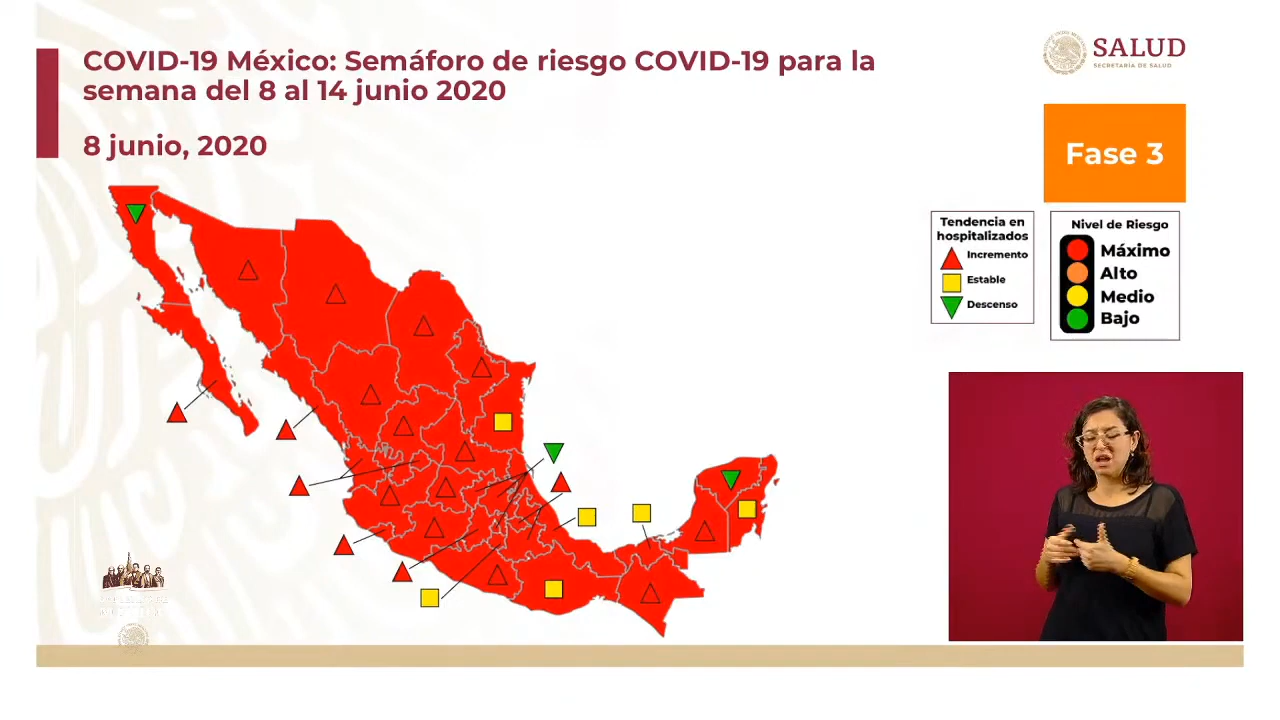 COVID-19 México: Semáforo de riesgo COVID-19 para la
semana del 8 al 14 junio 2020
8 junio, 2020
SALUD
SECRETARÍA DE SALUD
Fase 3
Tendencia en
hospitalizados
Incremento
Estable
Descenso
Nivel de Riesgo
Máximo
Alto
Medio
Bajo